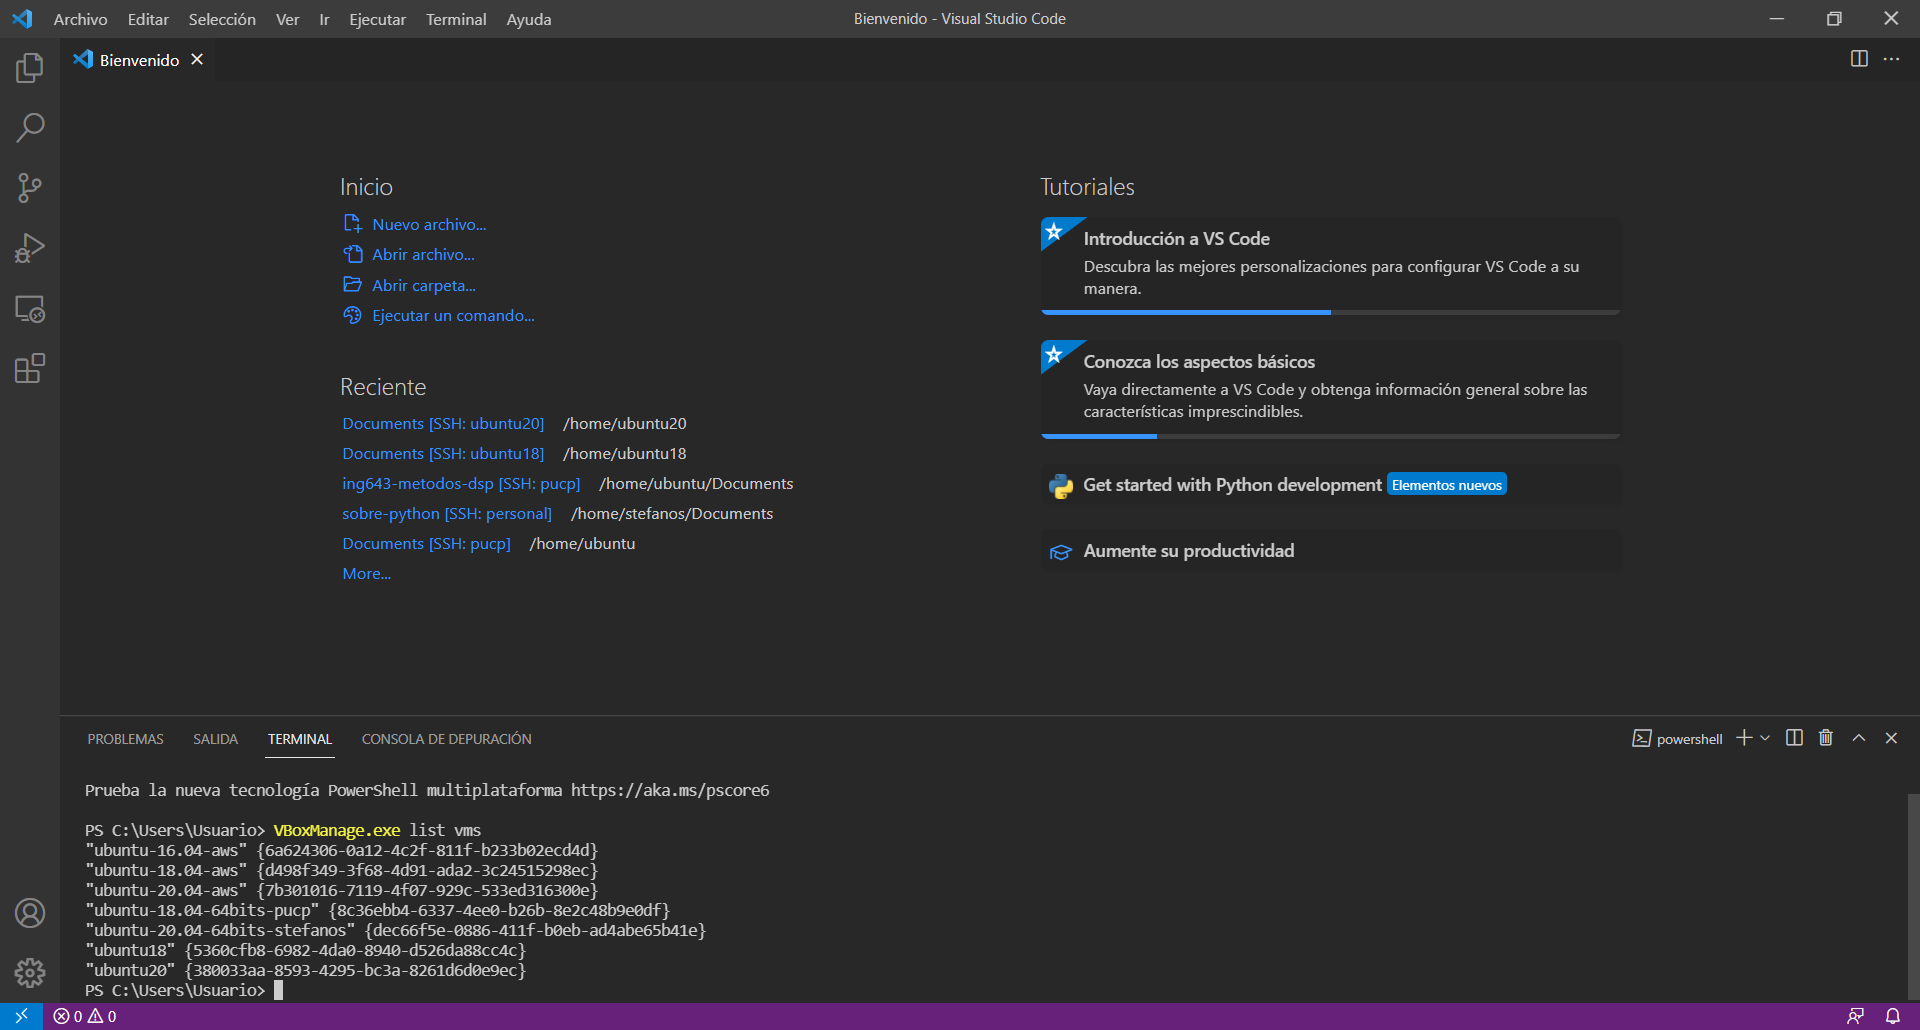 Archivo Editar Selección Ver Ir Ejecutar Terminal Ayuda
Bienvenido - Visual Studio Code
Bienvenido
Inicio
Nuevo archivo...
Abrir archivo...
Abrir carpeta...
Ejecutar un comando...
Reciente
Documents [SSH: ubuntu20] /home/ubuntu20
Documents [SSH: ubuntu18] /home/ubuntu18
ing643-metodos-dsp [SSH: pucp] /home/ubuntu/Documents
sobre-python [SSH: personal] /home/stefanos/Documents
Documents [SSH: pucp] /home/ubuntu
More...
Tutoriales
Introducción a VS Code
Descubra las mejores personalizaciones para configurar VS Code a su
manera.
Conozca los aspectos básicos
Vaya directamente a VS Code y obtenga información general sobre las
características imprescindibles.
Get started with Python development Elementos nuevos
Aumente su productividad
PROBLEMAS SALIDA TERMINAL CONSOLA DE DEPURACIÓN
powershell
Prueba la nueva tecnología PowerShell multiplataforma https://aka.ms/pscore6
PS C:\Users\Usuario> VBoxManage.exe list vms
"ubuntu-16.04-aws" {6a624306-0a12-4c2f-811f-b233b02ecd4d}
"ubuntu-18.04-aws" {d498f349-3f68-4d91-ada2-3c24515298ec}
"ubuntu-20.04-aws" {7b301016-7119-4f07-929c-533ed316300e}
"ubuntu-18.04-64bits-pucp" {8c36ebb4-6337-4ee0-b26b-8e2c48b9e0df}
"ubuntu-20.04-64bits-stefanos" {dec66f5e-0886-411f-b0eb-ad4abe65b41e}
"ubuntu18" {5360cfb8-6982-4da0-8940-d526da88cc4c}
"ubuntu20" {380033aa-8593-4295-bc3a-8261d6d0e9ec}
PS C:\Users\Usuario>
0 0